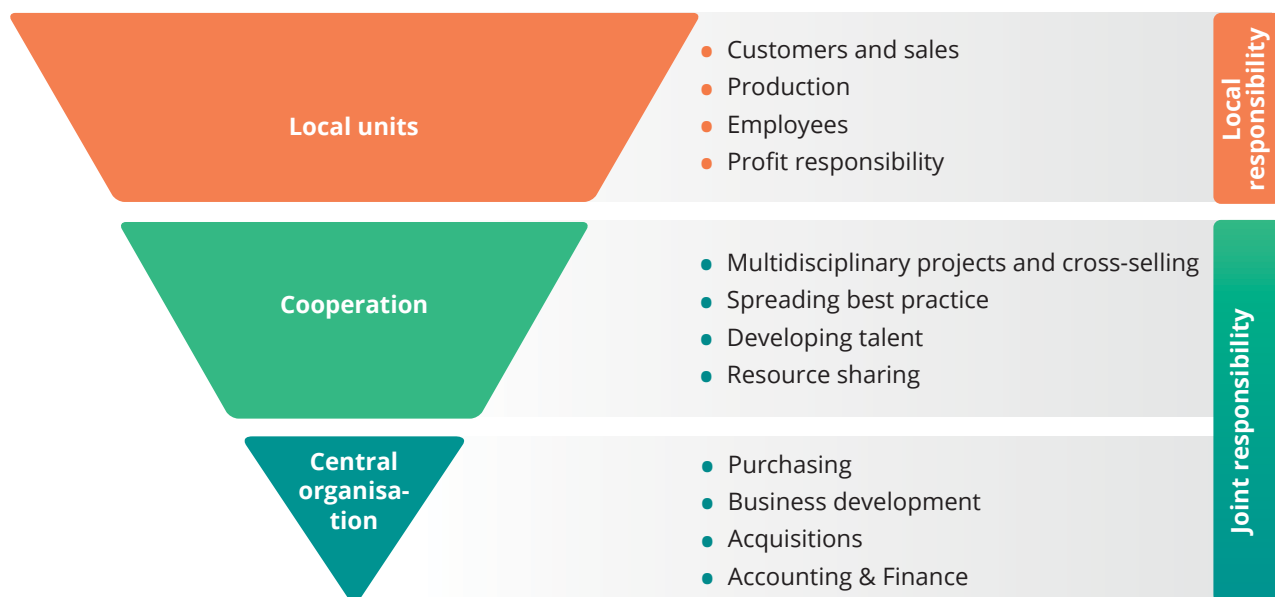 Local units
Customers and sales
Production
Employees
Profit responsibility
Local
responsibility
Cooperation
Multidisciplinary projects and cross-selling
Spreading best practice
Developing talent
Resource sharing
Joint responsibility
Central
organisa-
tion
Purchasing
Business development
Acquisitions
Accounting & Finance